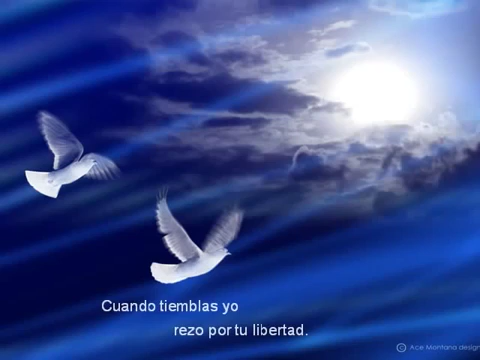 Cuando tiemblas yo
rezo por tu libertad.
© Ace Montana design